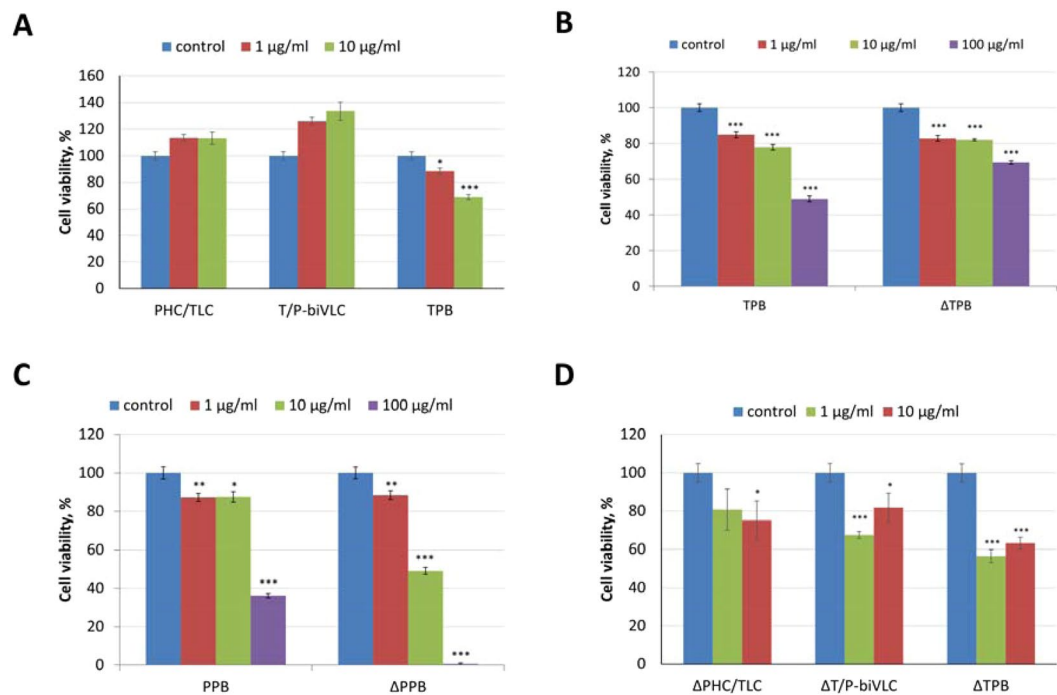 A
control 1 µg/ml 10 µg/ml
Cell viability, %
160
140
120
100
80
60
40
20
0
*
***
PHC/TLC T/P-biVLC TPB
B
control 1 µg/ml 10 µg/ml 100 µg/ml
Cell viability, %
120
100
80
60
40
20
0
*** *** *** *** *** ***
TPB ΔTPB
C
control 1 µg/ml 10 µg/ml 100 µg/ml
Cell viability, %
120
100
80
60
40
20
0
** * *** ** *** ***
PPB ΔPPB
D
control 1 µg/ml 10 µg/ml
Cell viability, %
120
100
80
60
40
20
0
* *** * *** ***
ΔPHC/TLC ΔT/P-biVLC ΔTPB